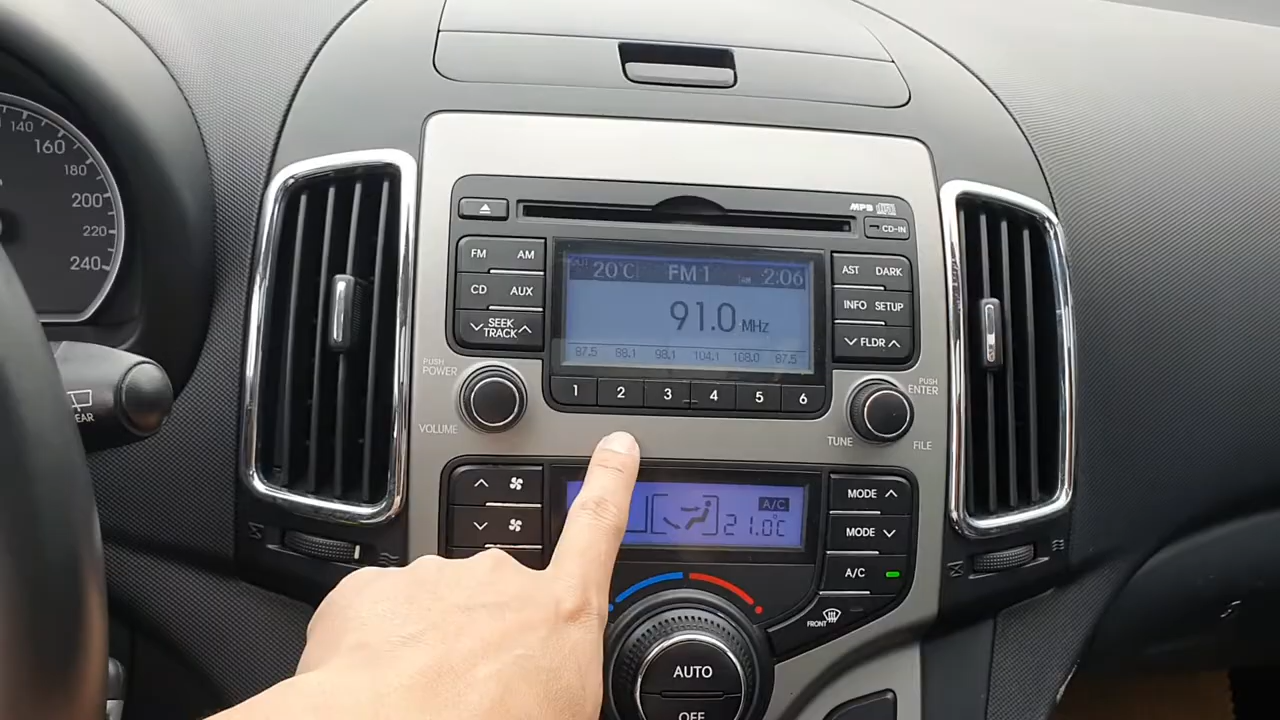 140
160
180
200
220
240
EAR
MP3
CD-IN
FM AM
CD AUX
SEEK
TRACK
OUT 20°C FM1 2:06
91.0 MHz
87.5 88.1 98.1 104.1 108.0 87.5
1 2 3 4 5 6
AST DARK
INFO SETUP
FLDR
PUSH
POWER
VOLUME
PUSH
ENTER
TUNE FILE
A/C
21.0°C
MODE
MODE
A/C
FRONT
AUTO
OFF